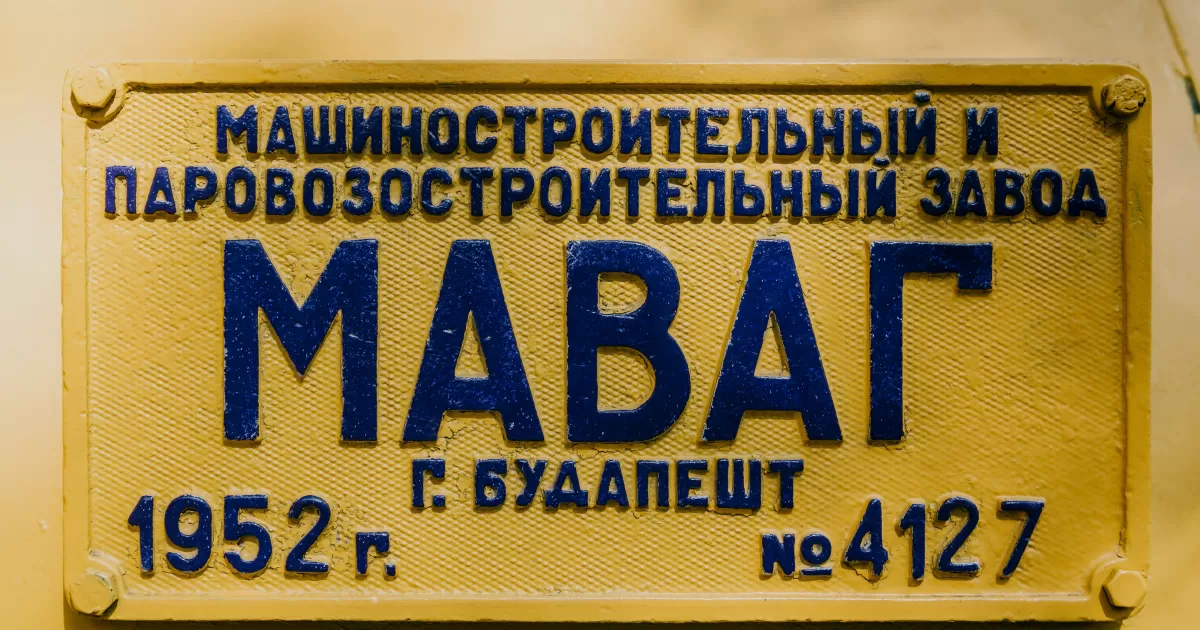 МАШИНОСТРОИТЕЛЬНЫЙ И
ПАРОВОЗОСТРОИТЕЛЬНЫЙ ЗАВОД
МАВАГ
Г. БУДАПЕШТ
1952 г. № 4127